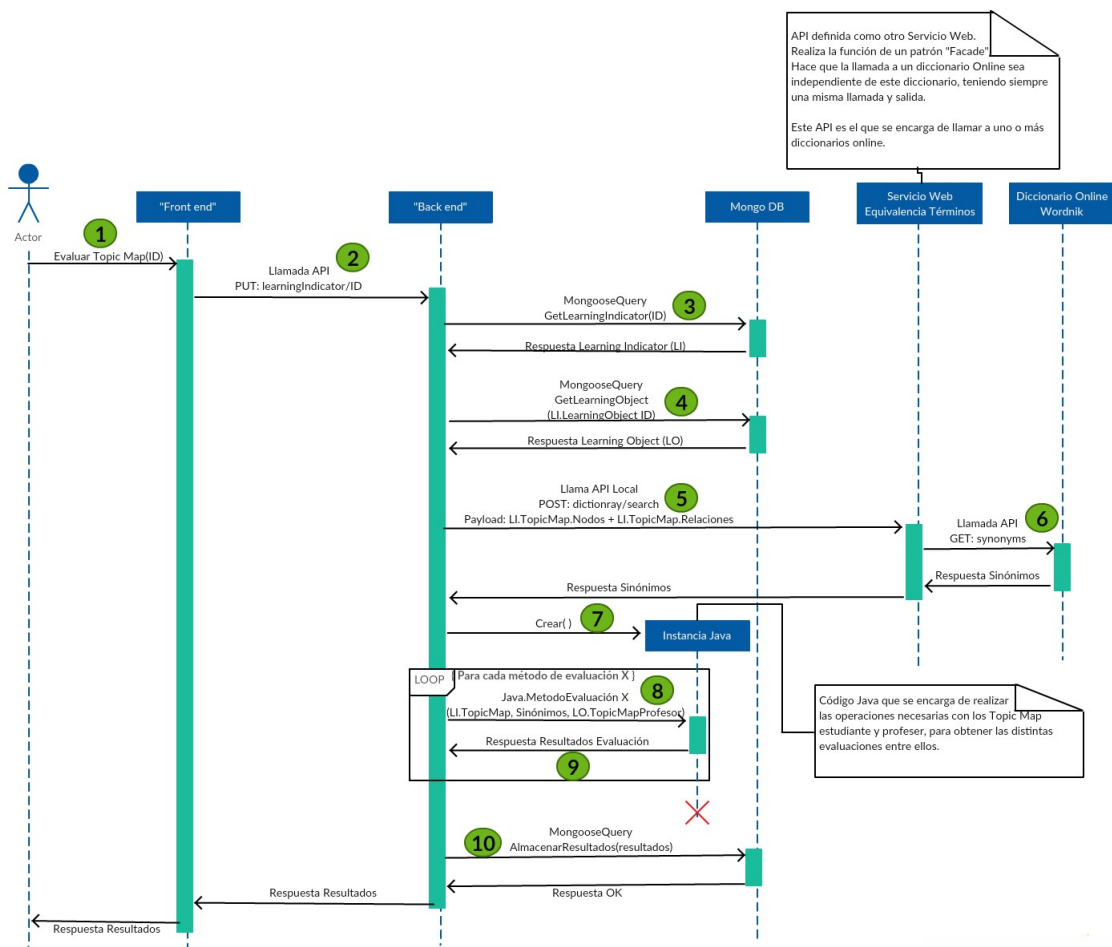 API definida como otro Servicio Web.
Realiza la función de un patrón "Facade"
Hace que la llamada a un diccionario Online sea
independiente de este diccionario, teniendo siempre
una misma llamada y salida.
Este API es el que se encarga de llamar a uno o más
diccionarios online.
Actor
"Front end"
"Back end"
Mongo DB
Servicio Web
Equivalencia Términos
Diccionario Online
Wordnik
1
Evaluar Topic Map(ID)
2
Llamada API
PUT: learningIndicator/ID
3
MongooseQuery
GetLearningIndicator(ID)
Respuesta Learning Indicator (LI)
MongooseQuery
GetLearningObject
4
(LI.LearningObject ID)
Respuesta Learning Object (LO)
Llama API Local
5
POST: dictionray/search
Payload: LI.TopicMap.Nodos + LI.TopicMap.Relaciones
Llamada API
6
GET: synonyms
Respuesta Sinónimos
Respuesta Sinónimos
Crear( )
7
Instancia Java
LOOP
[ Para cada método de evaluación X ]
8
Java.MetodoEvaluación X
(LI.TopicMap, Sinónimos, LO.TopicMapProfesor)
Respuesta Resultados Evaluación
9
Código Java que se encarga de realizar
las operaciones necesarias con los Topic Map
estudiante y profeser, para obtener las distintas
evaluaciones entre ellos.
10
MongooseQuery
AlmacenarResultados(resultados)
Respuesta OK
Respuesta Resultados
Respuesta Resultados